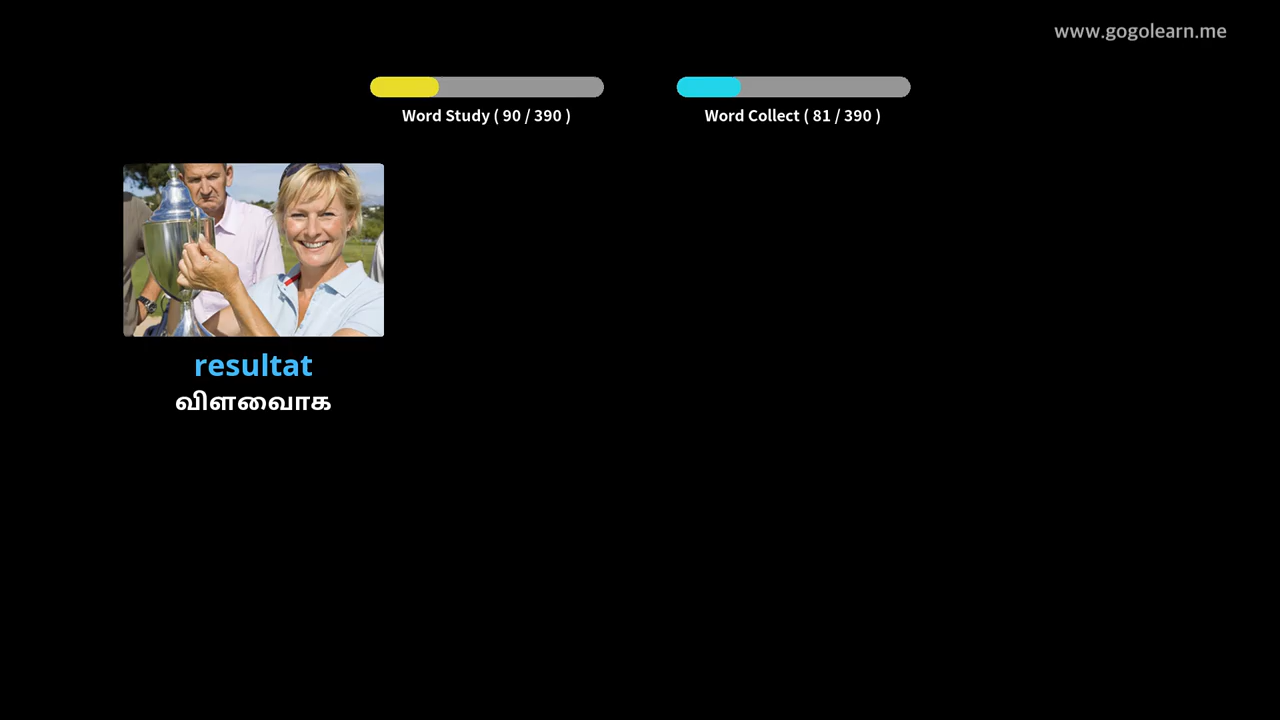 www.gogolearn.me
Word Study ( 90 / 390 )
Word Collect ( 81 / 390 )
resultat
விளைவாக